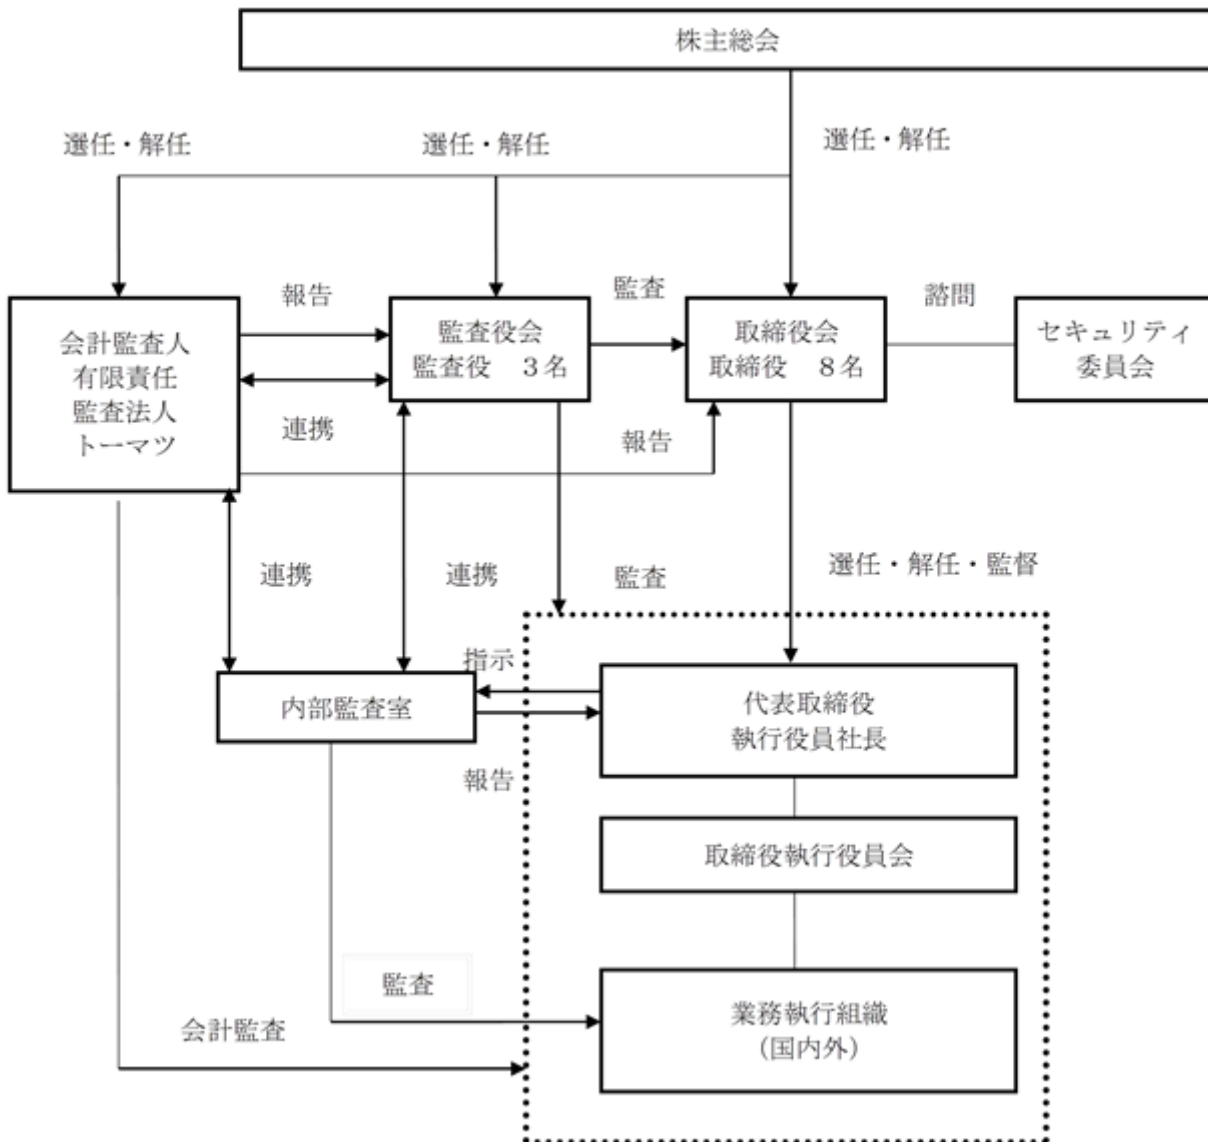 株主総会
選任・解任
選任・解任
選任・解任
報告
監査
諮問
会計監査人
有限責任
監査法人
トーマツ
監査役会
監査役　3名
取締役会
取締役　8名
セキュリティ
委員会
連携
報告
連携
連携
監査
選任・解任・監督
指示
内部監査室
代表取締役
執行役員社長
報告
取締役執行役員会
監査
会計監査
業務執行組織
(国内外)